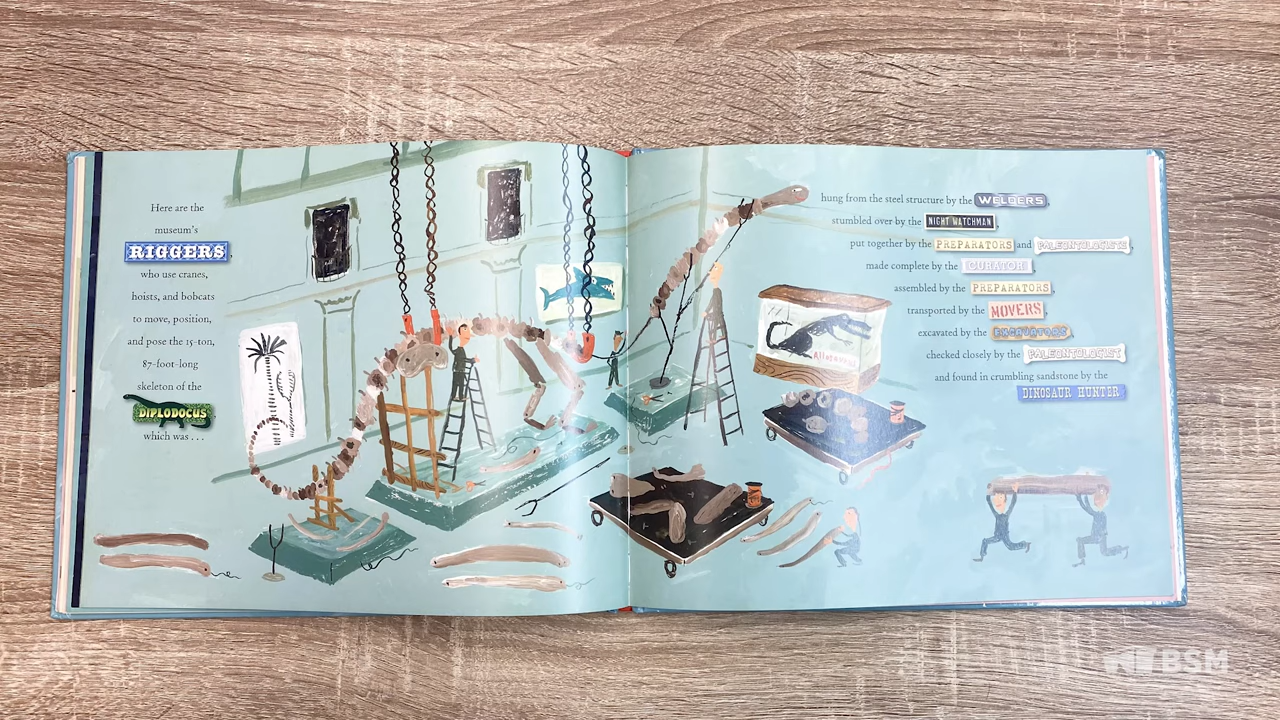 Here are the
museum's
RIGGERS,
who use cranes,
hoists, and bobcats
to move, position,
and pose the 15-ton,
87-foot-long
skeleton of the
DIPLODOCUS
which was . . .
hung from the steel structure by the WELDERS,
stumbled over by the NIGHT WATCHMAN,
put together by the PREPARATORS and PALEONTOLOGISTS,
made complete by the CURATOR,
assembled by the PREPARATORS,
transported by the MOVERS,
excavated by the EXCAVATORS,
checked closely by the PALEONTOLOGIST
and found in crumbling sandstone by the
DINOSAUR HUNTER
BSM